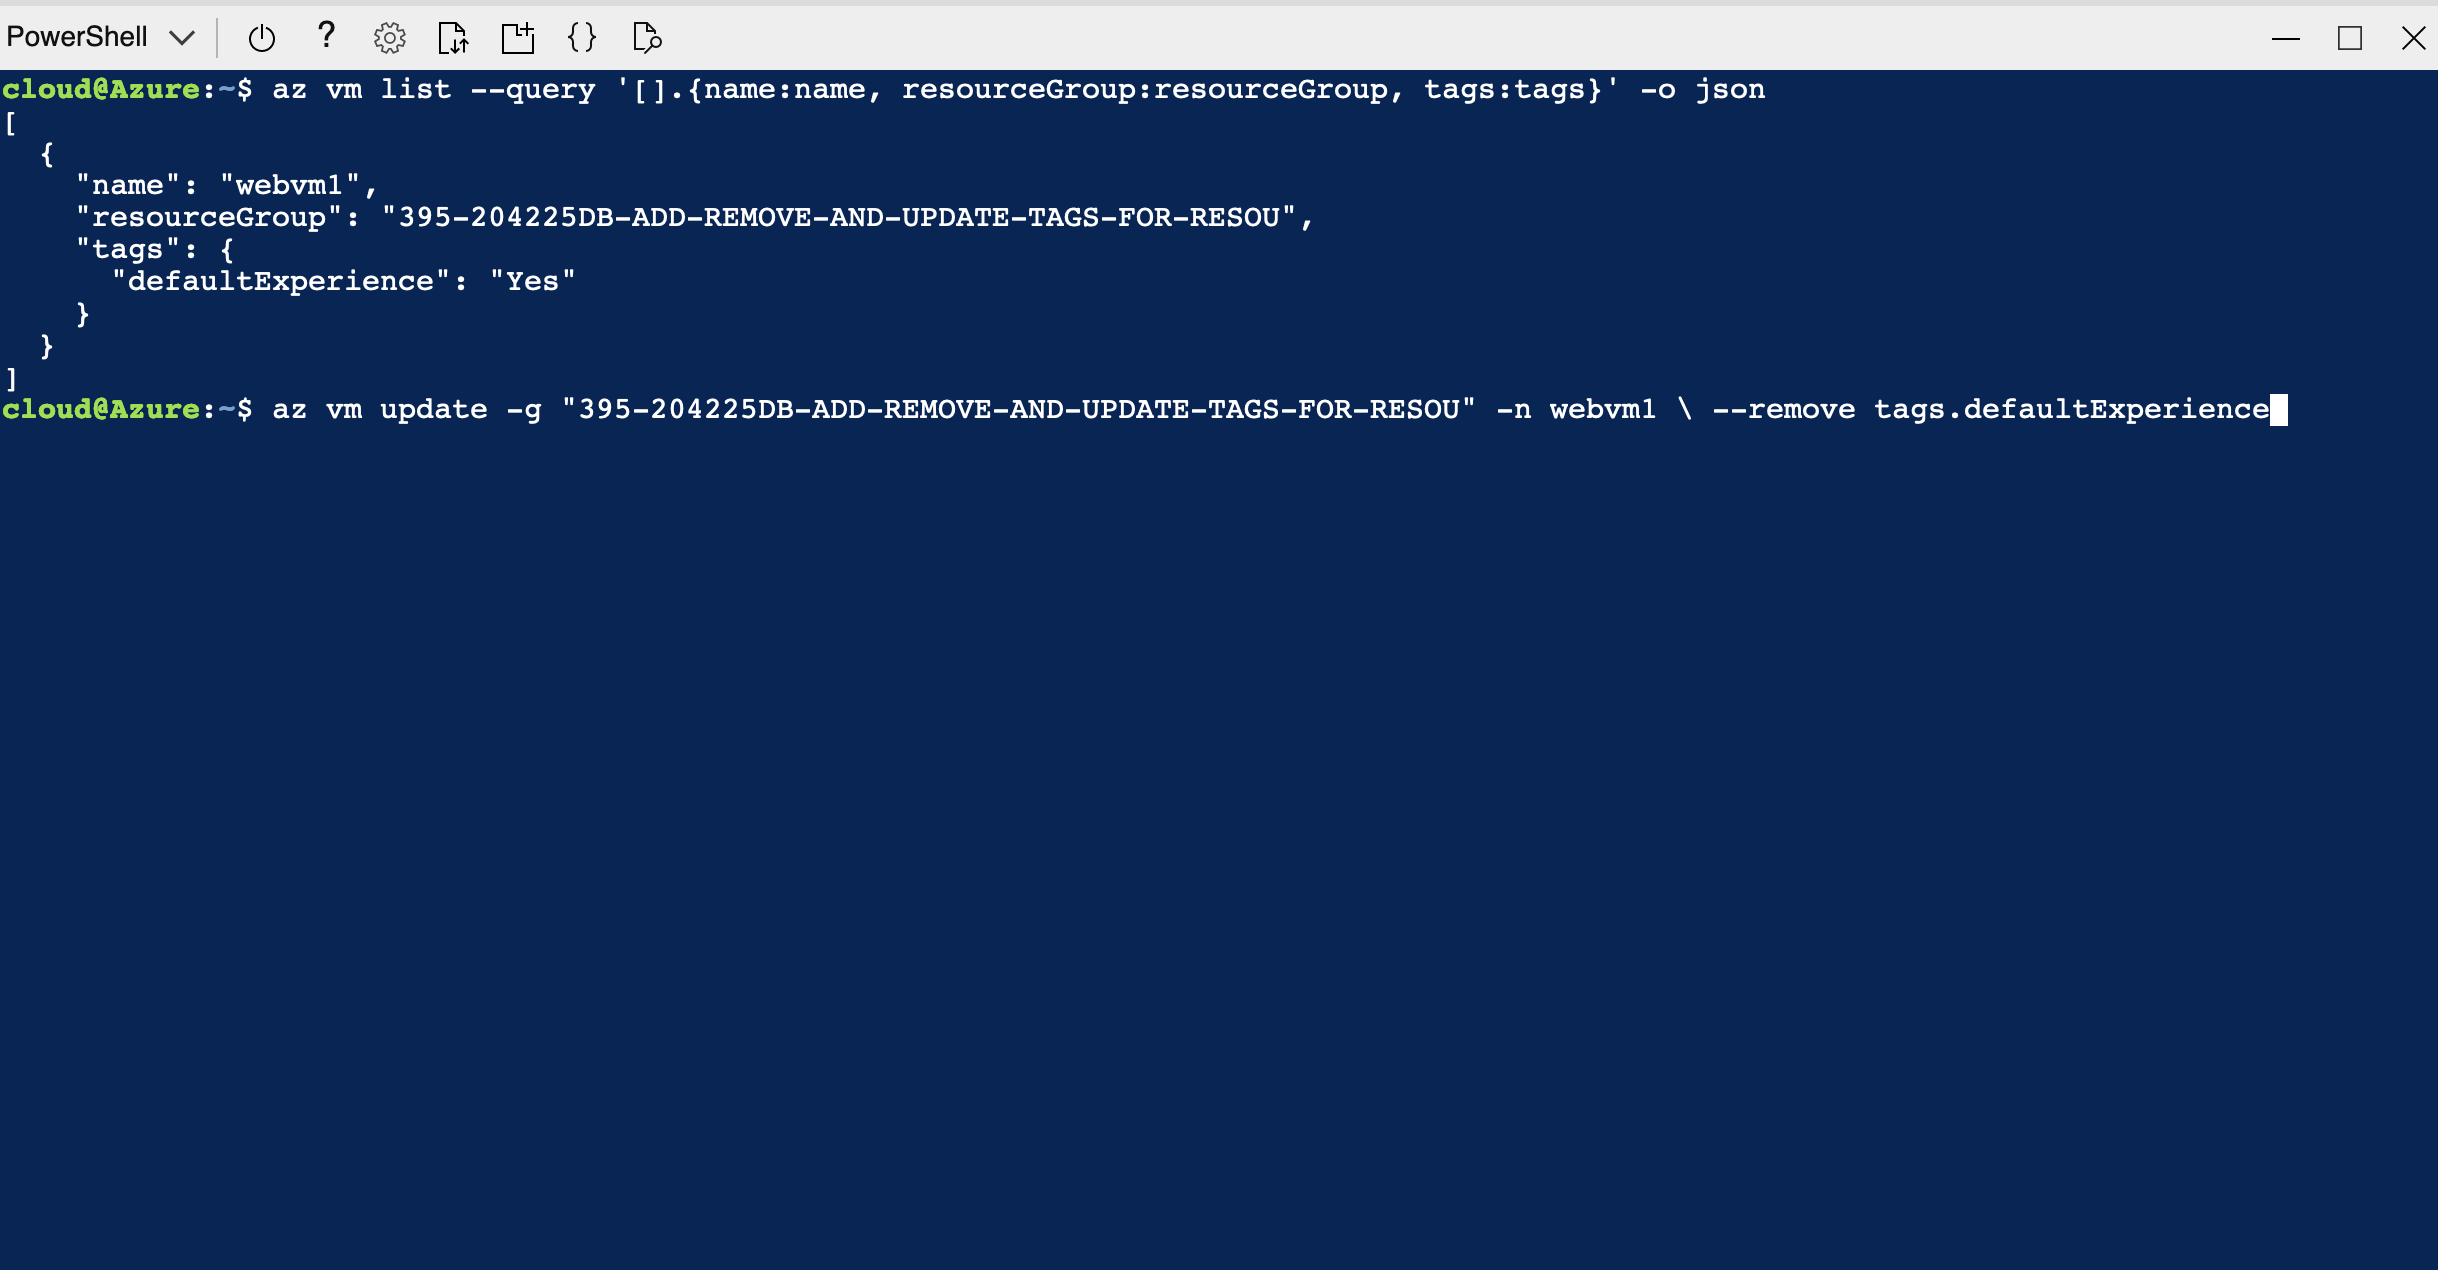 PowerShell
cloud@Azure:~$ az vm list --query '[].{name:name, resourceGroup:resourceGroup, tags:tags}' -o json
[
  {
    "name": "webvm1",
    "resourceGroup": "395-204225DB-ADD-REMOVE-AND-UPDATE-TAGS-FOR-RESOU",
    "tags": {
      "defaultExperience": "Yes"
    }
  }
]
cloud@Azure:~$ az vm update -g "395-204225DB-ADD-REMOVE-AND-UPDATE-TAGS-FOR-RESOU" -n webvm1 \ --remove tags.defaultExperience